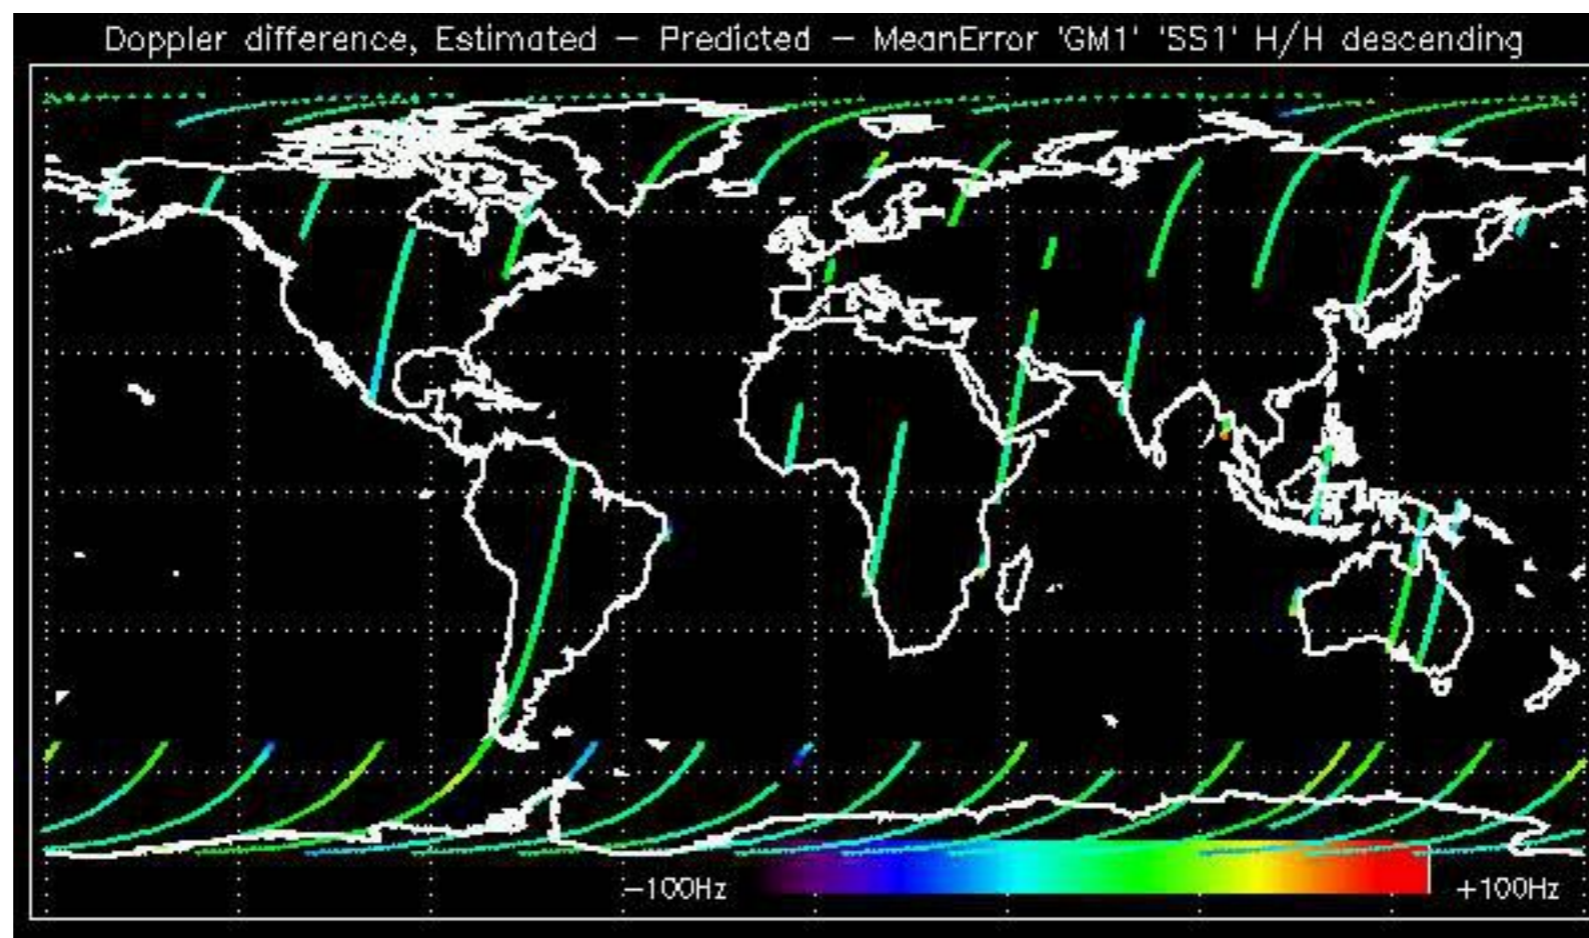 Doppler difference, Estimated – Predicted – MeanError 'GM1' 'SS1' H/H descending
–100Hz
+100Hz